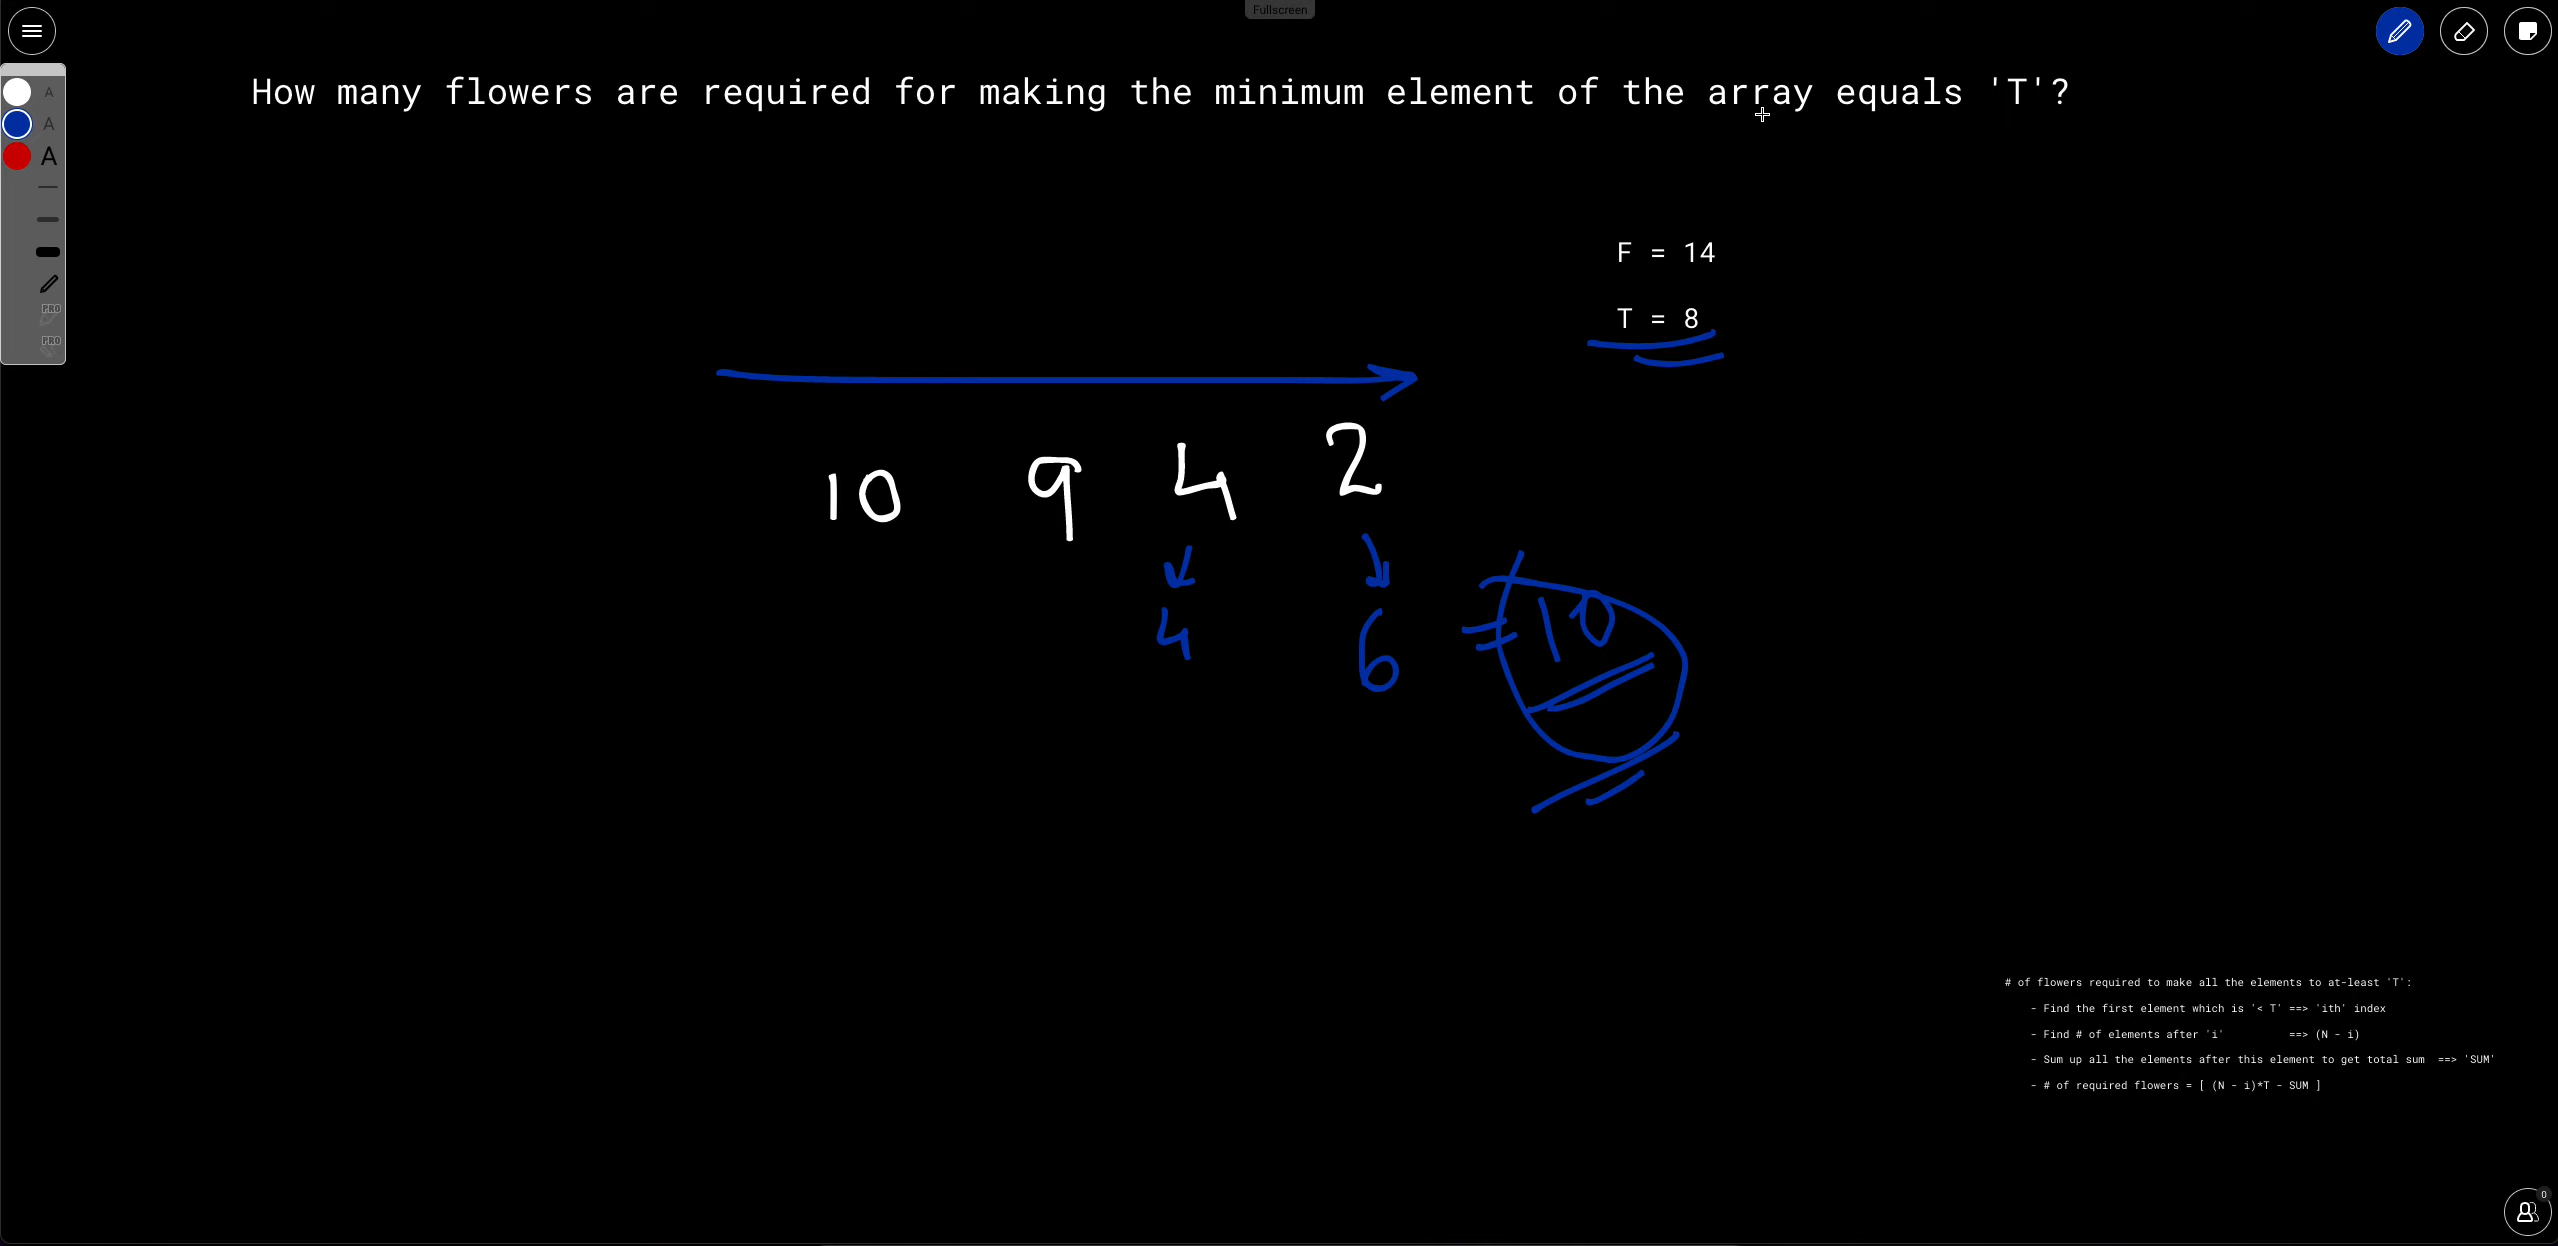 Fullscreen
How many flowers are required for making the minimum element of the array equals 'T'?
A
A
A
PRO
PRO
F = 14
T = 8
10 9 4 2
4 6 = 10
# of flowers required to make all the elements to at-least 'T':
- Find the first element which is '< T' ==> 'ith' index
- Find # of elements after 'i' ==> (N - i)
- Sum up all the elements after this element to get total sum ==> 'SUM'
- # of required flowers = [ (N - i)*T - SUM ]
0